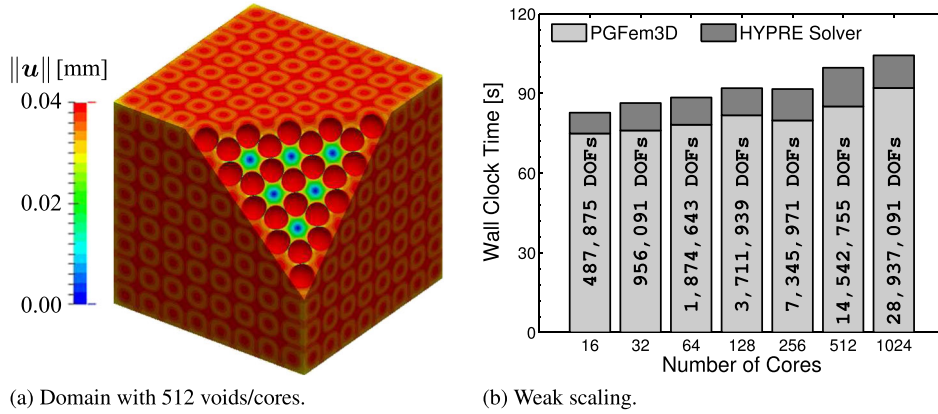 ‖u‖ [mm]
0.04
0.02
0.00
(a) Domain with 512 voids/cores.
120
90
60
30
0
Wall Clock Time [s]
PGFem3D
HYPRE Solver
487,875 DOFs
956,091 DOFs
1,874,643 DOFs
3,711,939 DOFs
7,345,971 DOFs
14,542,755 DOFs
28,937,091 DOFs
16 32 64 128 256 512 1024
Number of Cores
(b) Weak scaling.